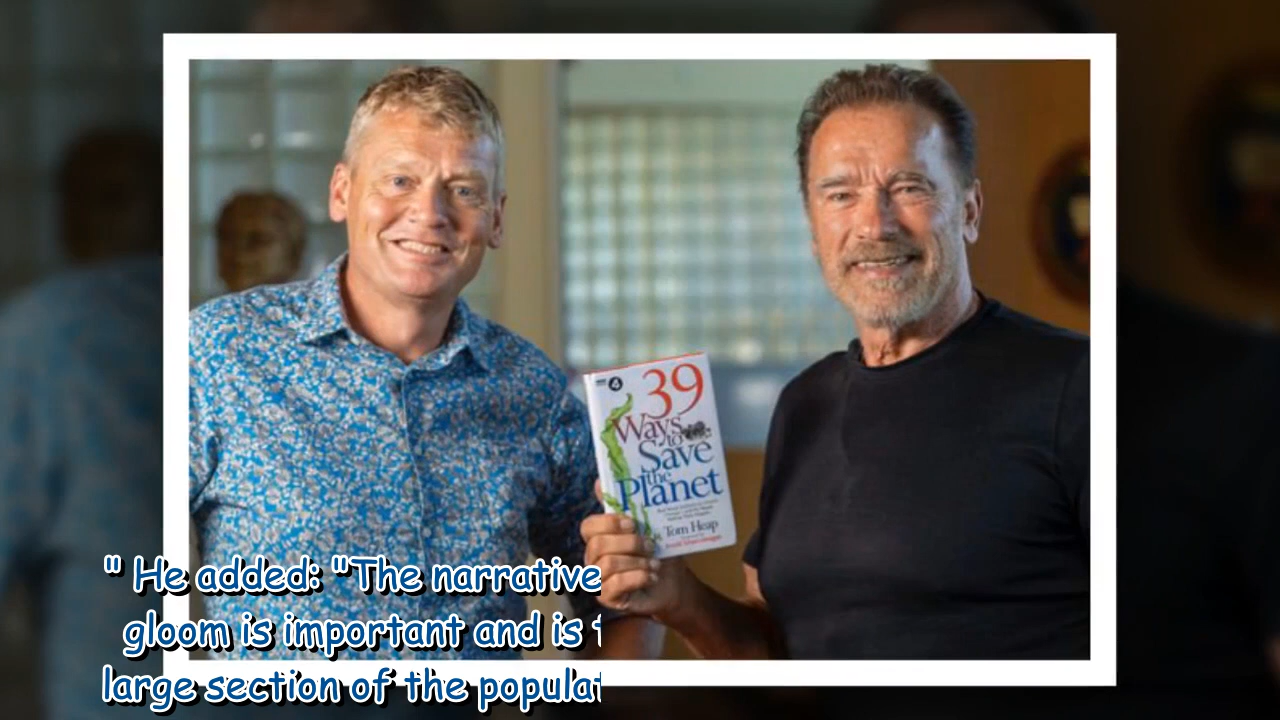 4
39
Ways
to
Save
the
Planet
Tom Heap
" He added: "The narrative
gloom is important and is
large section of the populat